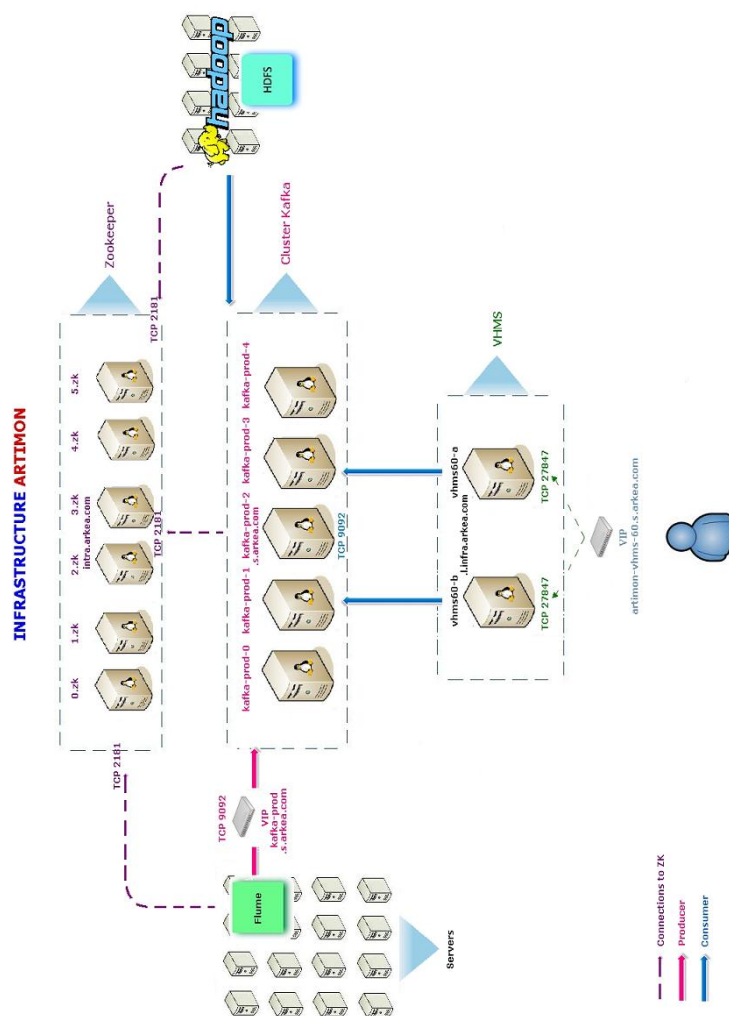 INFRASTRUCTURE ARTIMON
Zookeeper
0.zk
1.zk
2.zk
3.zk
4.zk
5.zk
intra.arkea.com
TCP 2181
TCP 2181
TCP 2181
hadoop
HDFS
Cluster Kafka
kafka-prod-0
kafka-prod-1
kafka-prod-2
kafka-prod-3
kafka-prod-4
.s.arkea.com
TCP 9092
TCP 9092
VIP
kafka-prod
.s.arkea.com
Flume
Servers
VHMS
vhms60-b
vhms60-a
.l.infra.arkea.com
TCP 27847
TCP 27847
VIP
artimon-vhms-60.s.arkea.com
Connections to ZK
Producer
Consumer